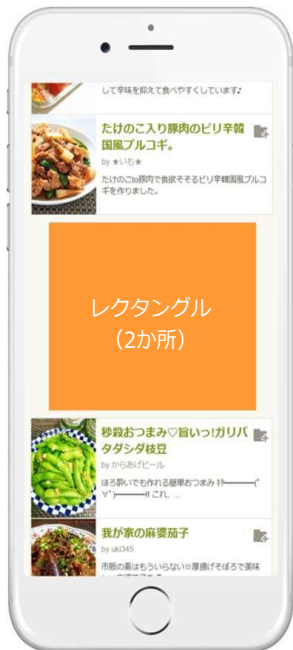 して辛味を抑えて食べやすくしています♪
たけのこ入り豚肉のピリ辛韓
国風プルコギ。
by ★いも★
たけのこto豚肉で食欲そそるピリ辛韓国風プルコ
ギを作りました。
レクタングル
（2か所）
秒殺おつまみ♡旨いっ!ガリバ
タダシダ枝豆
by からあげビール
ほろ酔いでも作れる簡単おつまみ
これ、...
我が家の麻婆茄子
by uki345
市販の素はもういらない☆厚揚げそぼろで美味